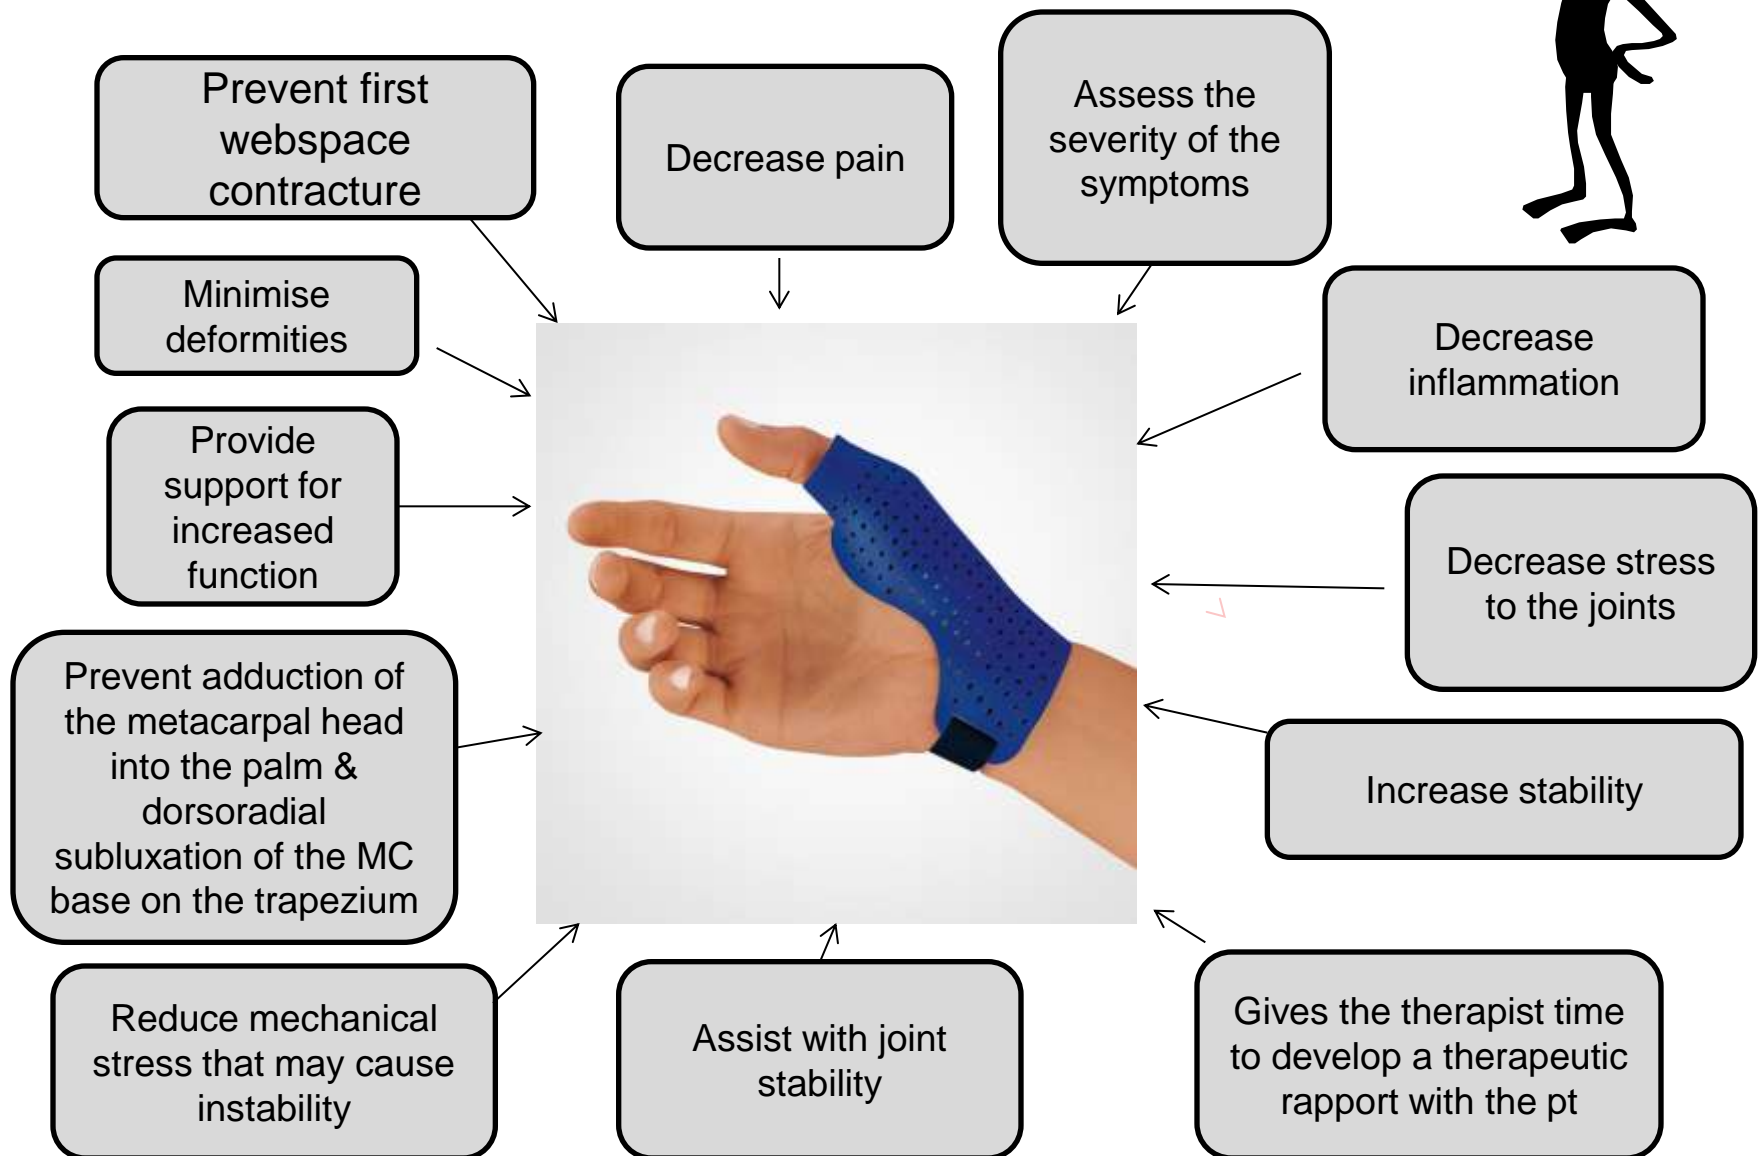 Prevent first
webspace
contracture
Decrease pain
Assess the
severity of the
symptoms
Minimise
deformities
Decrease
inflammation
Provide
support for
increased
function
Decrease stress
to the joints
Prevent adduction of
the metacarpal head
into the palm &
dorsoradial
subluxation of the MC
base on the trapezium
Increase stability
Reduce mechanical
stress that may cause
instability
Assist with joint
stability
Gives the therapist time
to develop a therapeutic
rapport with the pt